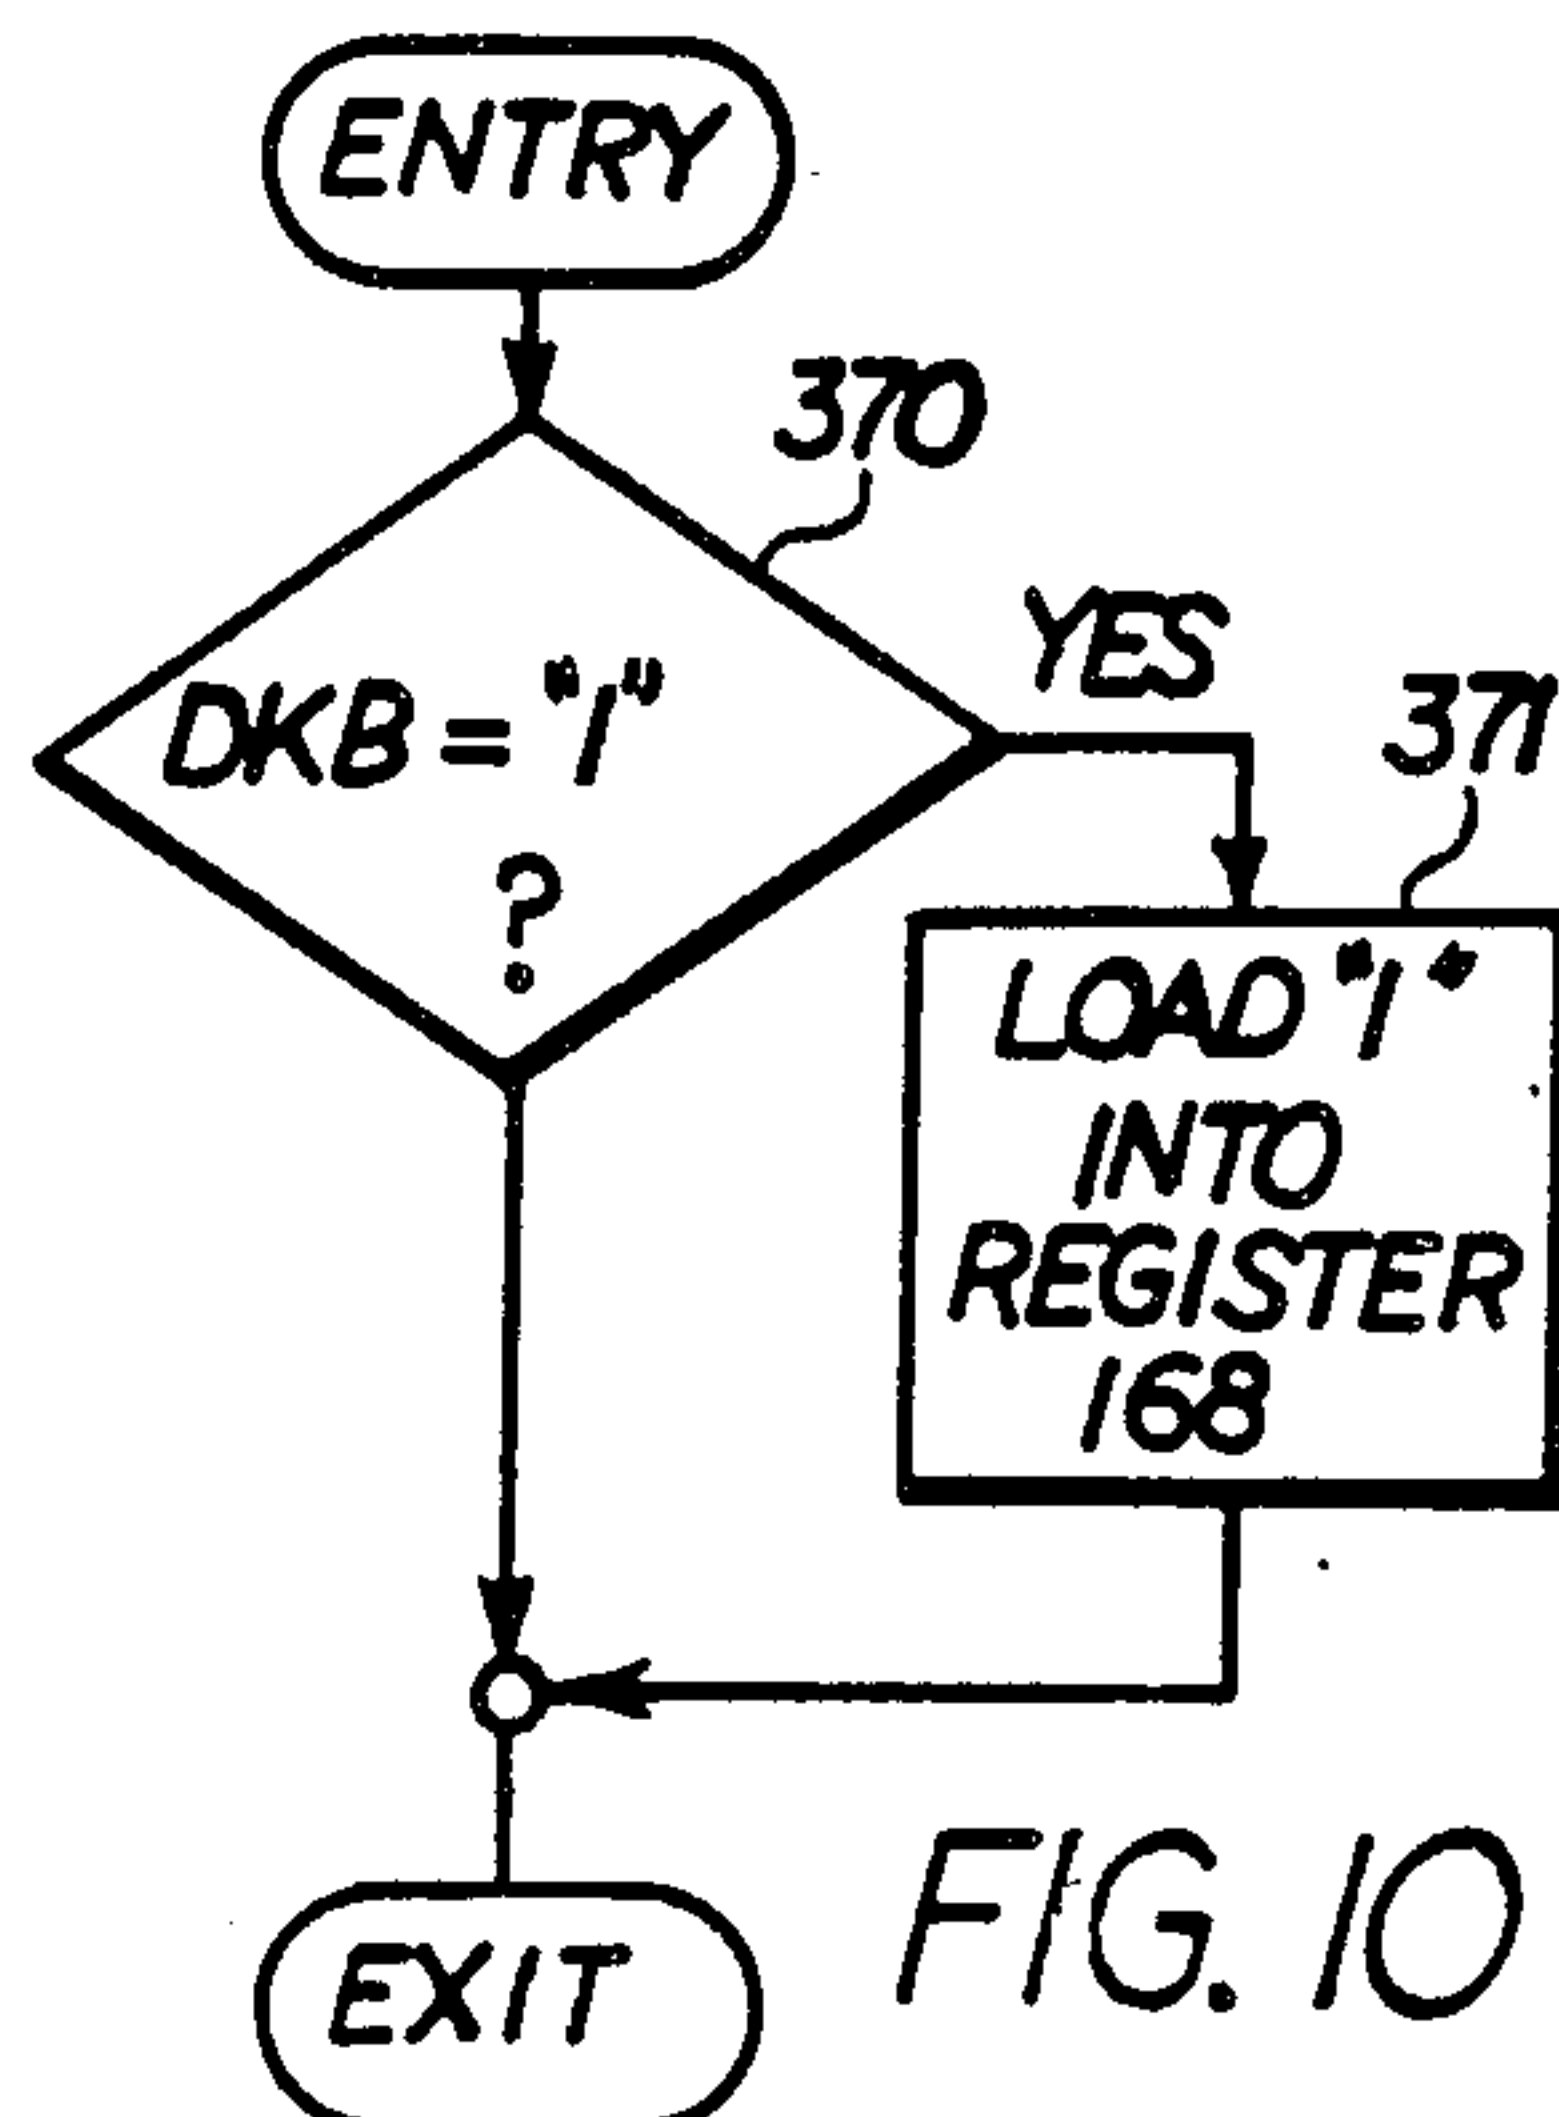 ENTRY
370
YES
DKB = "1"
?
371
LOAD "1"
INTO
REGISTER
168
EXIT
FIG. 10